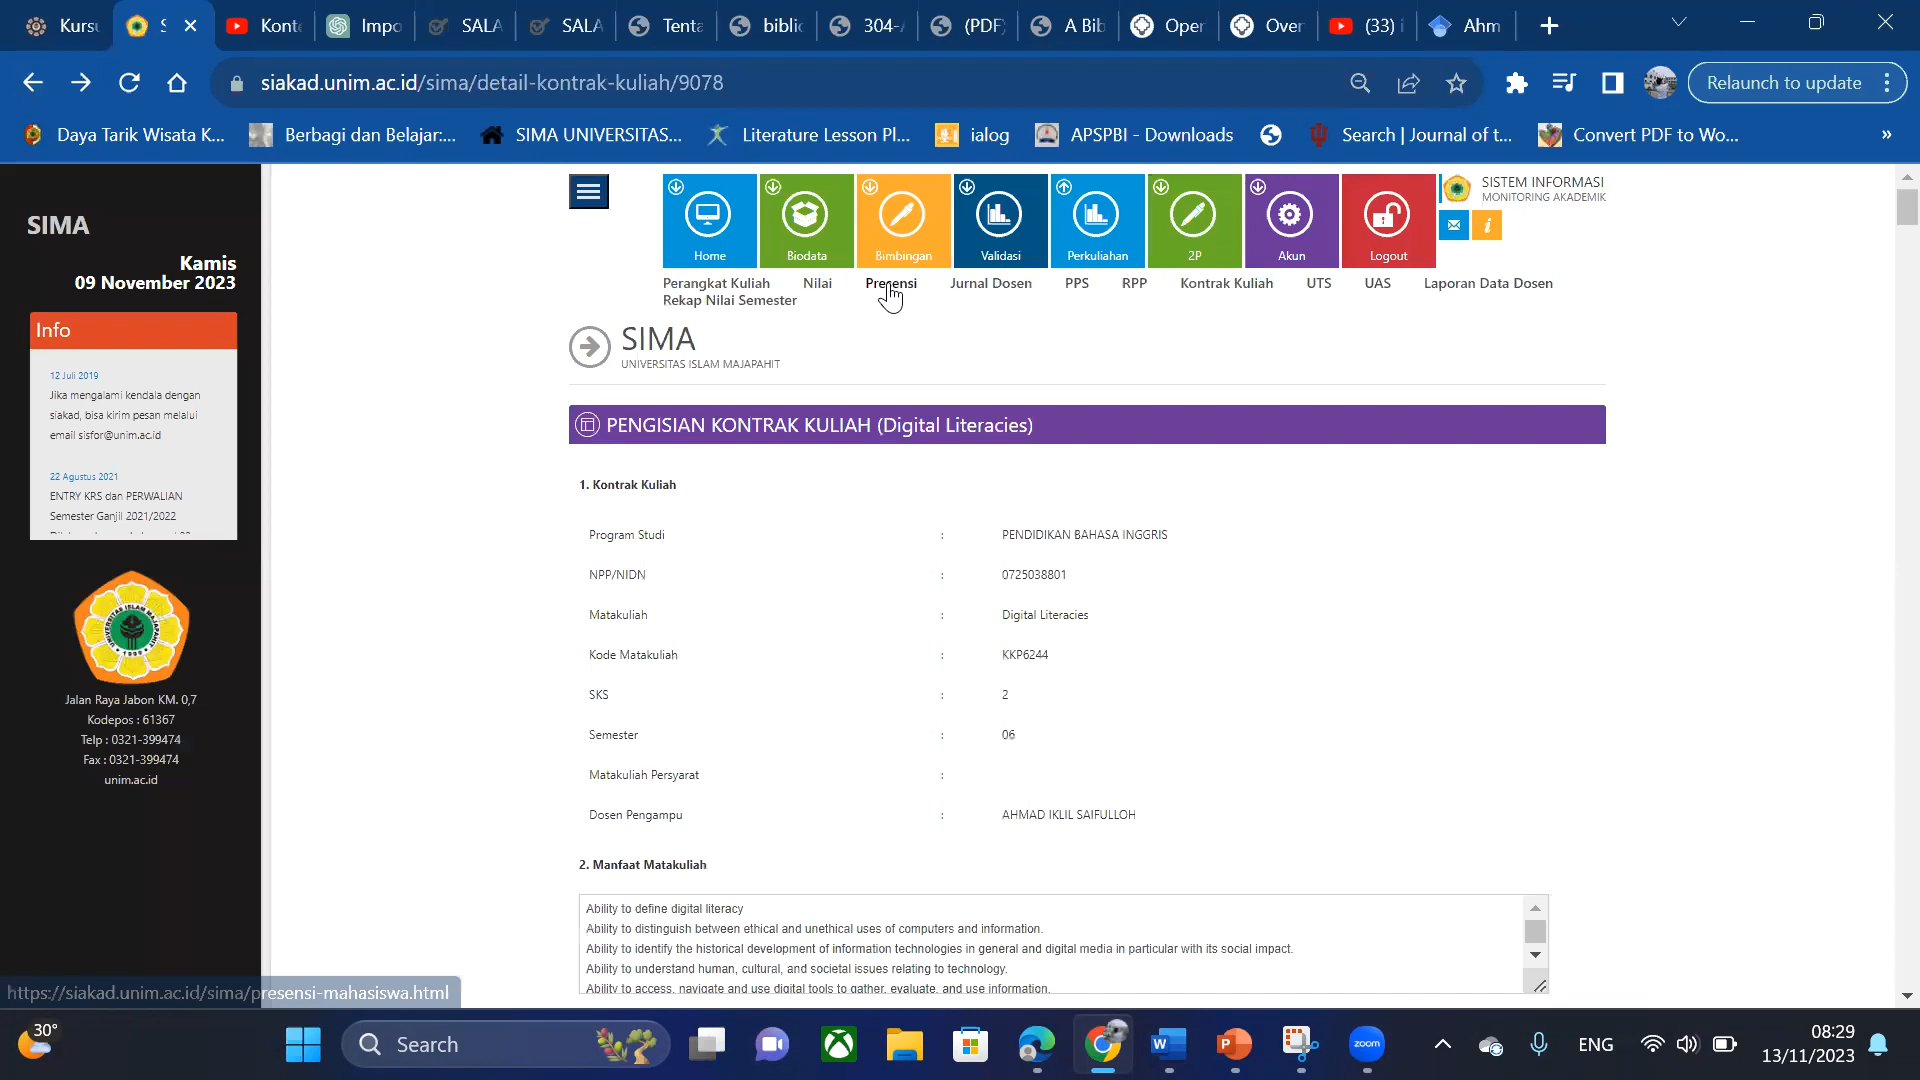 Kurs
S
Konte
Impo
SALA
SALA
Tenta
biblic
304-
(PDF)
A Bib
Oper
Over
(33) i
Ahm
siakad.unim.ac.id/sima/detail-kontrak-kuliah/9078
Relaunch to update
Daya Tarik Wisata K...
Berbagi dan Belajar:...
SIMA UNIVERSITAS...
Literature Lesson Pl...
ialog
APSPBI - Downloads
Search | Journal of t...
Convert PDF to Wo...
»
SIMA
Kamis
09 November 2023
Info
12 Juli 2019
Jika mengalami kendala dengan
siakad, bisa kirim pesan melalui
email sisfor@unim.ac.id
22 Agustus 2021
ENTRY KRS dan PERWALIAN
Semester Ganjil 2021/2022
UNIVERSITAS ISLAM MAJAPAHIT
Jalan Raya Jabon KM. 0,7
Kodepos : 61367
Telp : 0321-399474
Fax : 0321-399474
unim.ac.id
Home
Biodata
Bimbingan
Validasi
Perkuliahan
2P
Akun
Logout
SISTEM INFORMASI
MONITORING AKADEMIK
Perangkat Kuliah
Nilai
Presensi
Jurnal Dosen
PPS
RPP
Kontrak Kuliah
UTS
UAS
Laporan Data Dosen
Rekap Nilai Semester
SIMA
UNIVERSITAS ISLAM MAJAPAHIT
PENGISIAN KONTRAK KULIAH (Digital Literacies)
1. Kontrak Kuliah
Program Studi : PENDIDIKAN BAHASA INGGRIS
NPP/NIDN : 0725038801
Matakuliah : Digital Literacies
Kode Matakuliah : KKP6244
SKS : 2
Semester : 06
Matakuliah Persyarat :
Dosen Pengampu : AHMAD IKLIL SAIFULLOH
2. Manfaat Matakuliah
Ability to define digital literacy
Ability to distinguish between ethical and unethical uses of computers and information.
Ability to identify the historical development of information technologies in general and digital media in particular with its social impact.
Ability to understand human, cultural, and societal issues relating to technology.
Ability to access, navigate and use digital tools to gather, evaluate, and use information.
https://siakad.unim.ac.id/sima/presensi-mahasiswa.html
30°
Search
zoom
ENG
08:29
13/11/2023